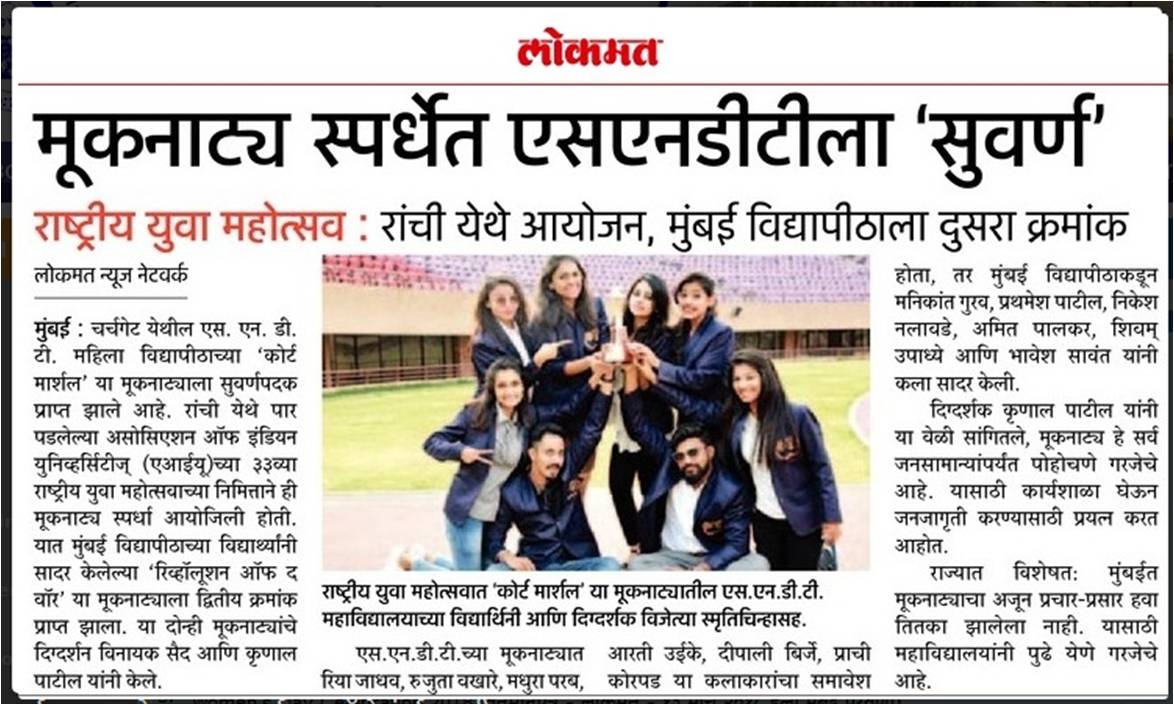 लोकमत
मूकनाट्य स्पर्धेत एसएनडीटीला ‘सुवर्ण’
राष्ट्रीय युवा महोत्सव : रांची येथे आयोजन, मुंबई विद्यापीठाला दुसरा क्रमांक
लोकमत न्यूज नेटवर्क
मुंबई : चर्चगेट येथील एस. एन. डी.
टी. महिला विद्यापीठाच्या ‘कोर्ट
मार्शल’ या मूकनाट्याला सुवर्णपदक
प्राप्त झाले आहे. रांची येथे पार
पडलेल्या असोसिएशन ऑफ इंडियन
युनिव्हर्सिटीज् (एआईयू)च्या ३३व्या
राष्ट्रीय युवा महोत्सवाच्या निमित्ताने ही
मूकनाट्य स्पर्धा आयोजिली होती.
यात मुंबई विद्यापीठाच्या विद्यार्थ्यांनी
सादर केलेल्या ‘रिव्हॉलूशन ऑफ द
वॉर’ या मूकनाट्याला द्वितीय क्रमांक
प्राप्त झाला. या दोन्ही मूकनाट्यांचे
दिग्दर्शन विनायक सैद आणि कृणाल
पाटील यांनी केले.
राष्ट्रीय युवा महोत्सवात ‘कोर्ट मार्शल’ या मूकनाट्यातील एस.एन.डी.टी.
महाविद्यालयाच्या विद्यार्थिनी आणि दिग्दर्शक विजेत्या स्मृतिचिन्हासह.
एस.एन.डी.टी.च्या मूकनाट्यात
रिया जाधव, रुजुता वखारे, मधुरा परब,
आरती उईके, दीपाली बिर्जे, प्राची
कोरपड या कलाकारांचा समावेश
होता, तर मुंबई विद्यापीठाकडून
मनिकांत गुरव, प्रथमेश पाटील, निकेश
नलावडे, अमित पालकर, शिवम्
उपाध्ये आणि भावेश सावंत यांनी
कला सादर केली.
दिग्दर्शक कृणाल पाटील यांनी
या वेळी सांगितले, मूकनाट्य हे सर्व
जनसामान्यांपर्यंत पोहोचणे गरजेचे
आहे. यासाठी कार्यशाळा घेऊन
जनजागृती करण्यासाठी प्रयत्न करत
आहोत.
राज्यात विशेषत: मुंबईत
मूकनाट्याचा अजून प्रचार-प्रसार हवा
तितका झालेला नाही. यासाठी
महाविद्यालयांनी पुढे येणे गरजेचे
आहे.